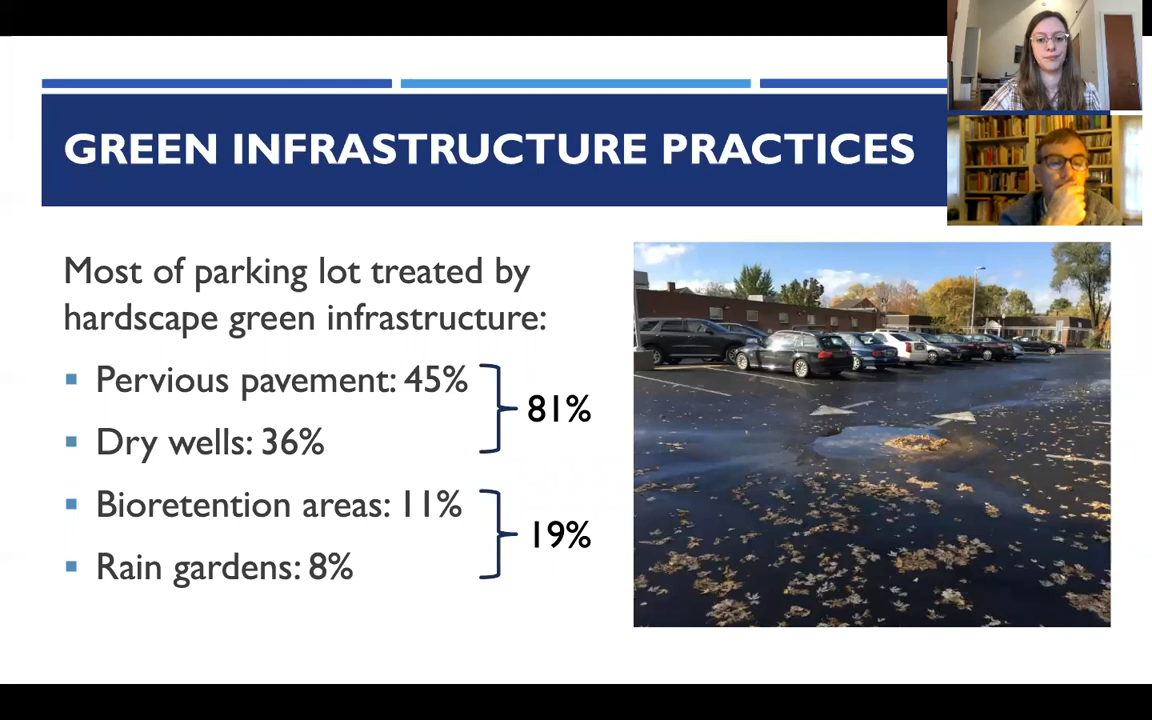 GREEN INFRASTRUCTURE PRACTICES
Most of parking lot treated by
hardscape green infrastructure:
Pervious pavement: 45%
81%
Dry wells: 36%
Bioretention areas: 11%
19%
Rain gardens: 8%